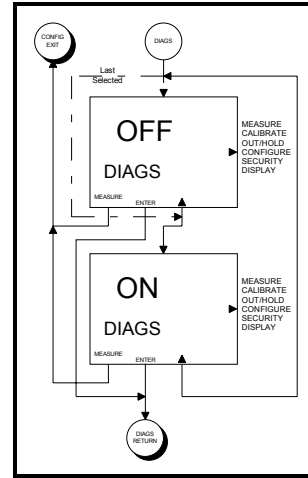 CONFIG
EXIT
DIAGS
Last
Selected
OFF
DIAGS
MEASURE
ENTER
MEASURE
CALIBRATE
OUT/HOLD
CONFIGURE
SECURITY
DISPLAY
ON
DIAGS
MEASURE
ENTER
MEASURE
CALIBRATE
OUT/HOLD
CONFIGURE
SECURITY
DISPLAY
DIAGS
RETURN